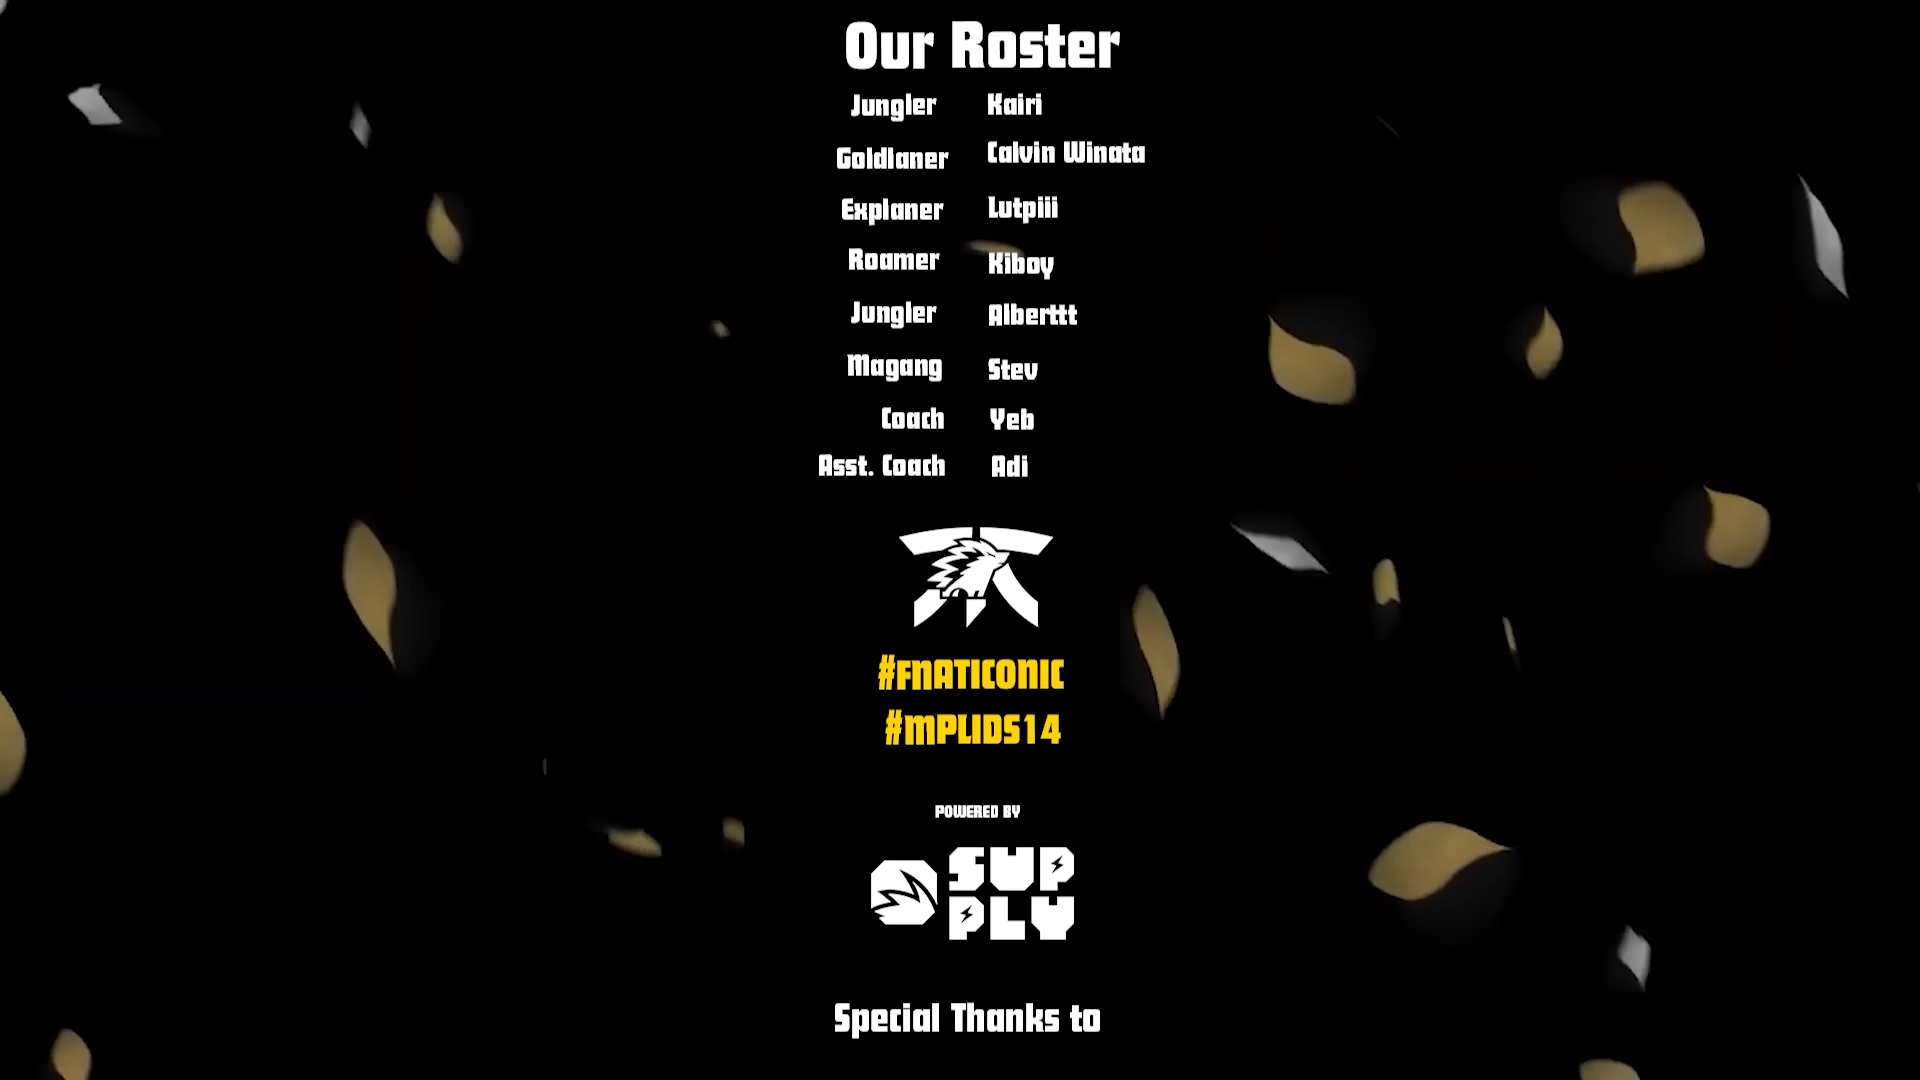 Our Roster
Jungler Kairi
Goldlaner Calvin Winata
Explaner Lutpiii
Roamer Kiboy
Jungler Alberttt
Magang Stev
Coach Yeb
Asst. Coach Adi
#FNATICONIC
#MPLIDS14
POWERED BY
SUP
PLY
Special Thanks to